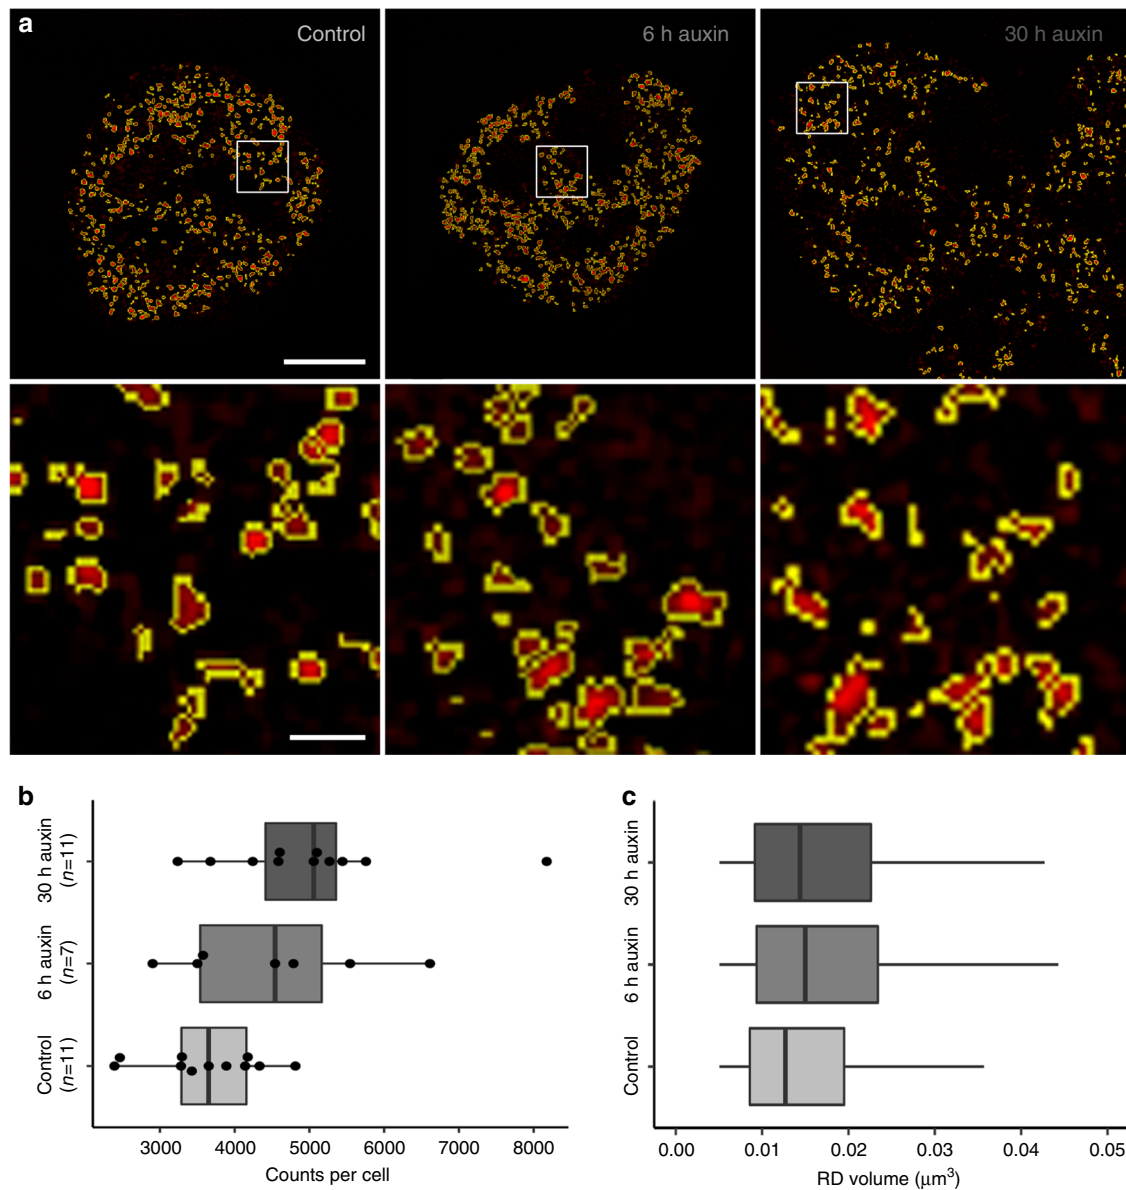 a
Control
6 h auxin
30 h auxin
b
30 h auxin
(n=11)
6 h auxin
(n=7)
Control
(n=11)
3000 4000 5000 6000 7000 8000
Counts per cell
c
30 h auxin
6 h auxin
Control
0.00 0.01 0.02 0.03 0.04 0.05
RD volume (μm³)